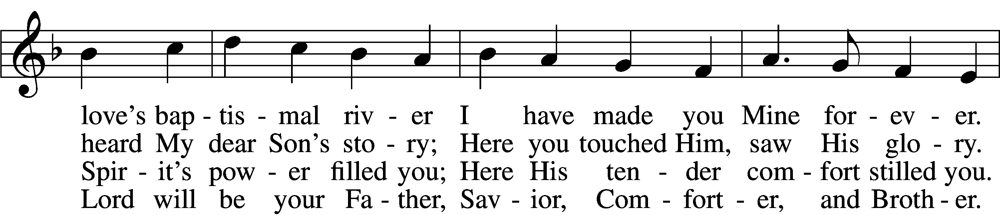 love’s bap - tis - mal riv - er I have made you Mine for - ev - er.
heard My dear Son’s sto - ry; Here you touched Him, saw His glo - ry.
Spir - it’s pow - er filled you; Here His ten - der com - fort stilled you.
Lord will be your Fa - ther, Sav - ior, Com - fort - er, and Broth - er.